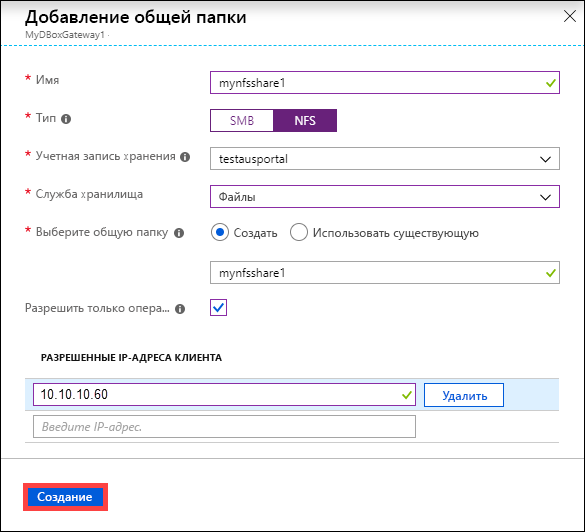 Добавление общей папки
MyDBoxGateway1
* Имя
mynfsshare1
* Тип
SMB NFS
* Учетная запись хранения
testausportal
* Служба хранилища
Файлы
* Выберите общую папку
Создать Использовать существующую
mynfsshare1
Разрешить только опера...
РАЗРЕШЕННЫЕ IP-АДРЕСА КЛИЕНТА
10.10.10.60
Удалить
Введите IP-адрес.
Создание